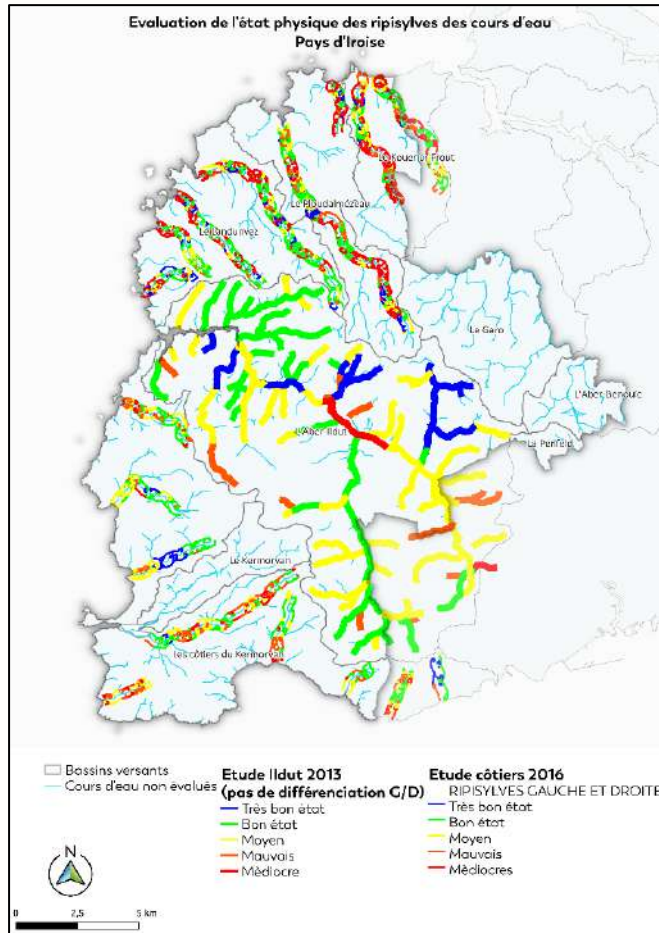 Evaluation de l'état physique des ripisylves des cours d'eau
Pays d'Iroise
Le Kouer ar Frout
Le Ploudalmézeau
Le Landunvez
Le Garo
L'Aber Benouic
La Penfeld
L'Aber Ildut
Le Kermorvan
Les côtiers du Kermorvan
Bassins versants
Cours d'eau non évalués
Etude Ildut 2013
(pas de différenciation G/D)
Très bon état
Bon état
Moyen
Mauvais
Médiocre
Etude côtiers 2016
RIPISYLVES GAUCHE ET DROITE
Très bon état
Bon état
Moyen
Mauvais
Médiocres
N
0 2,5 5 km